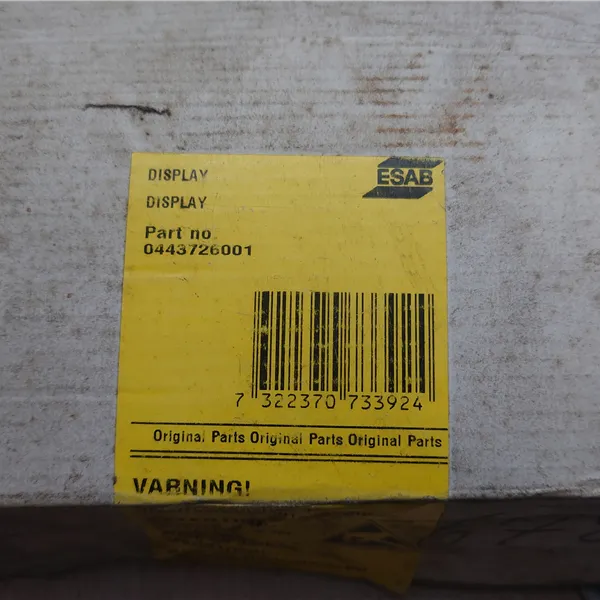 ESAB
DISPLAY
DISPLAY
Part no
0443726001
7 322370 733924
Original Parts Original Parts Original Parts
VARNING!